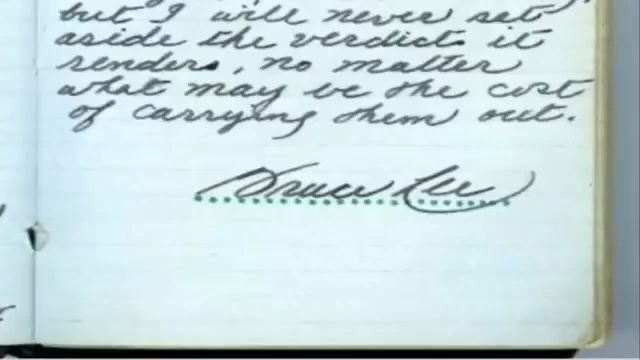 but I will never set
aside the verdicts it
renders, no matter
what may be the cost
of carrying them out.
Bruce Lee